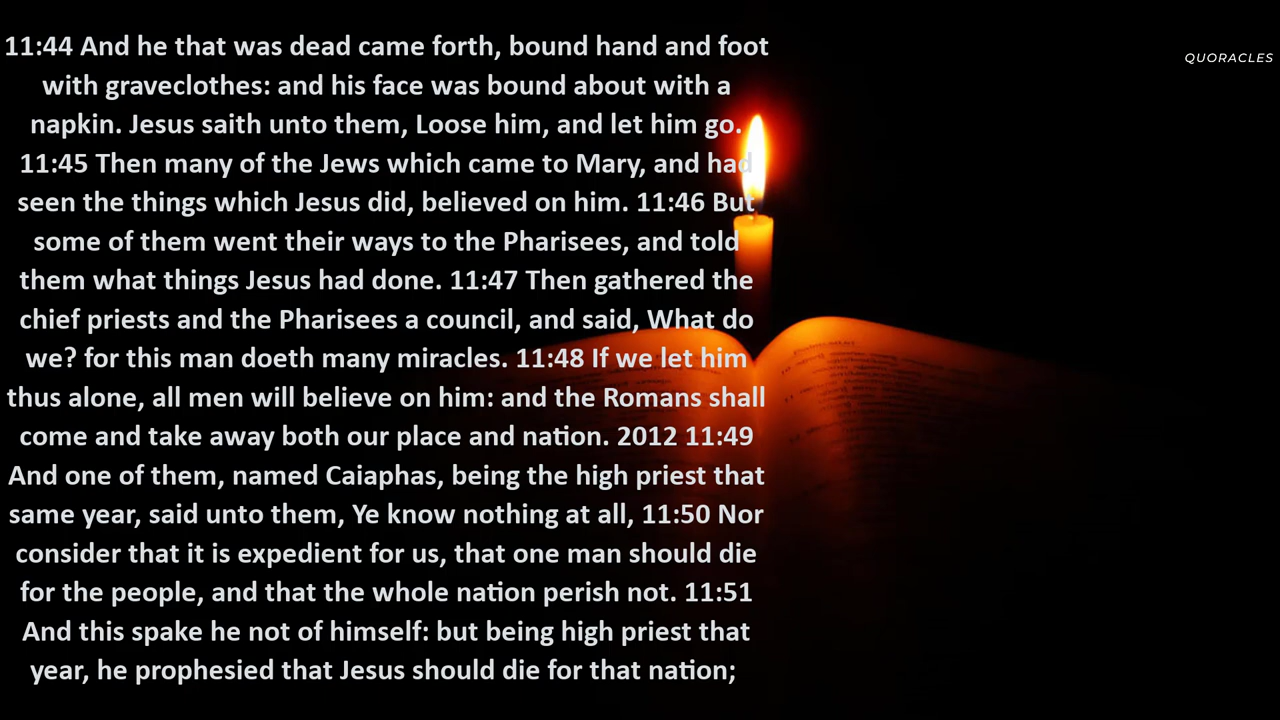 11:44 And he that was dead came forth, bound hand and foot
with graveclothes: and his face was bound about with a
napkin. Jesus saith unto them, Loose him, and let him go.
11:45 Then many of the Jews which came to Mary, and had
seen the things which Jesus did, believed on him. 11:46 But
some of them went their ways to the Pharisees, and told
them what things Jesus had done. 11:47 Then gathered the
chief priests and the Pharisees a council, and said, What do
we? for this man doeth many miracles. 11:48 If we let him
thus alone, all men will believe on him: and the Romans shall
come and take away both our place and nation. 2012 11:49
And one of them, named Caiaphas, being the high priest that
same year, said unto them, Ye know nothing at all, 11:50 Nor
consider that it is expedient for us, that one man should die
for the people, and that the whole nation perish not. 11:51
And this spake he not of himself: but being high priest that
year, he prophesied that Jesus should die for that nation;
QUORACLES